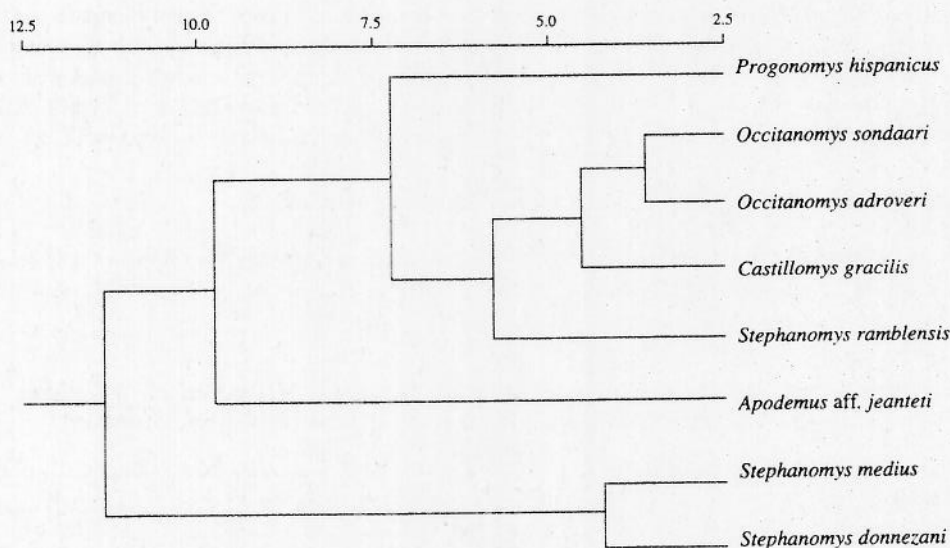 12.5 10.0 7.5 5.0 2.5
Progonomys hispanicus
Occitanomys sondaari
Occitanomys adroveri
Castillomys gracilis
Stephanomys ramblensis
Apodemus aff. jeanteti
Stephanomys medius
Stephanomys donnezani